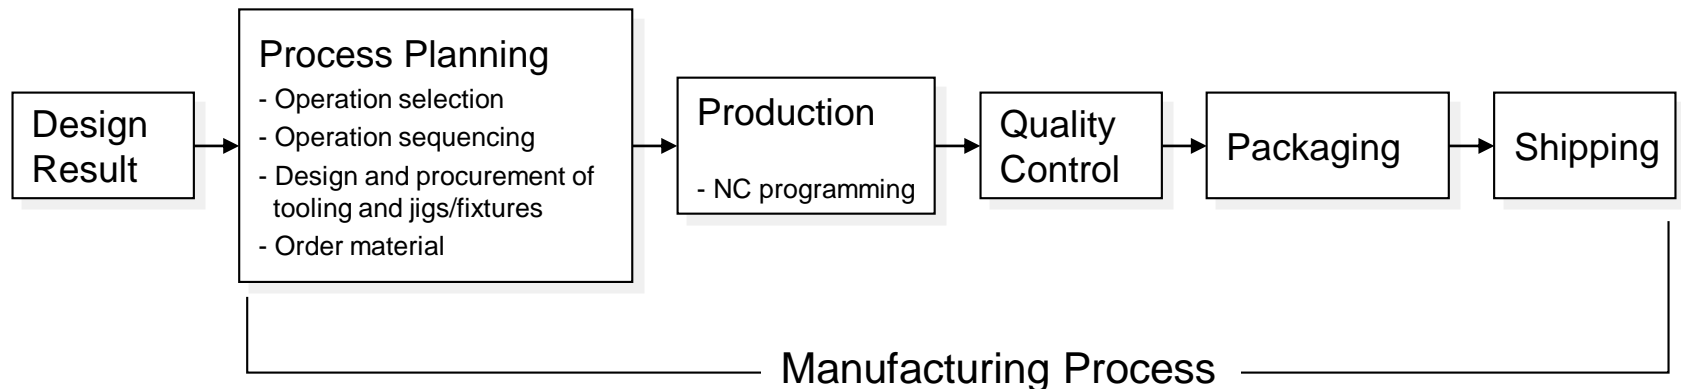 Design
Result
Process Planning
- Operation selection
- Operation sequencing
- Design and procurement of
tooling and jigs/fixtures
- Order material
Production
- NC programming
Quality
Control
Packaging
Shipping
Manufacturing Process